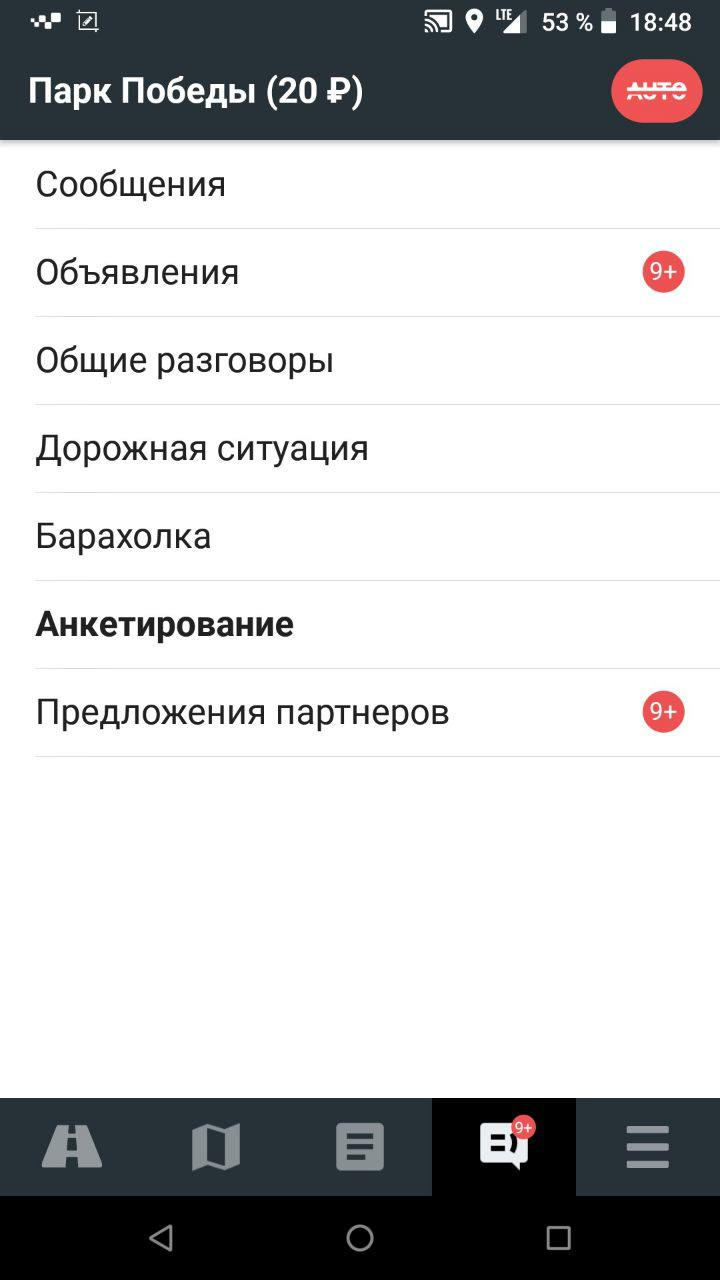 LTE 53 % 18:48
Парк Победы (20 ₽) AUTO
Сообщения
Объявления 9+
Общие разговоры
Дорожная ситуация
Барахолка
Анкетирование
Предложения партнеров 9+
9+